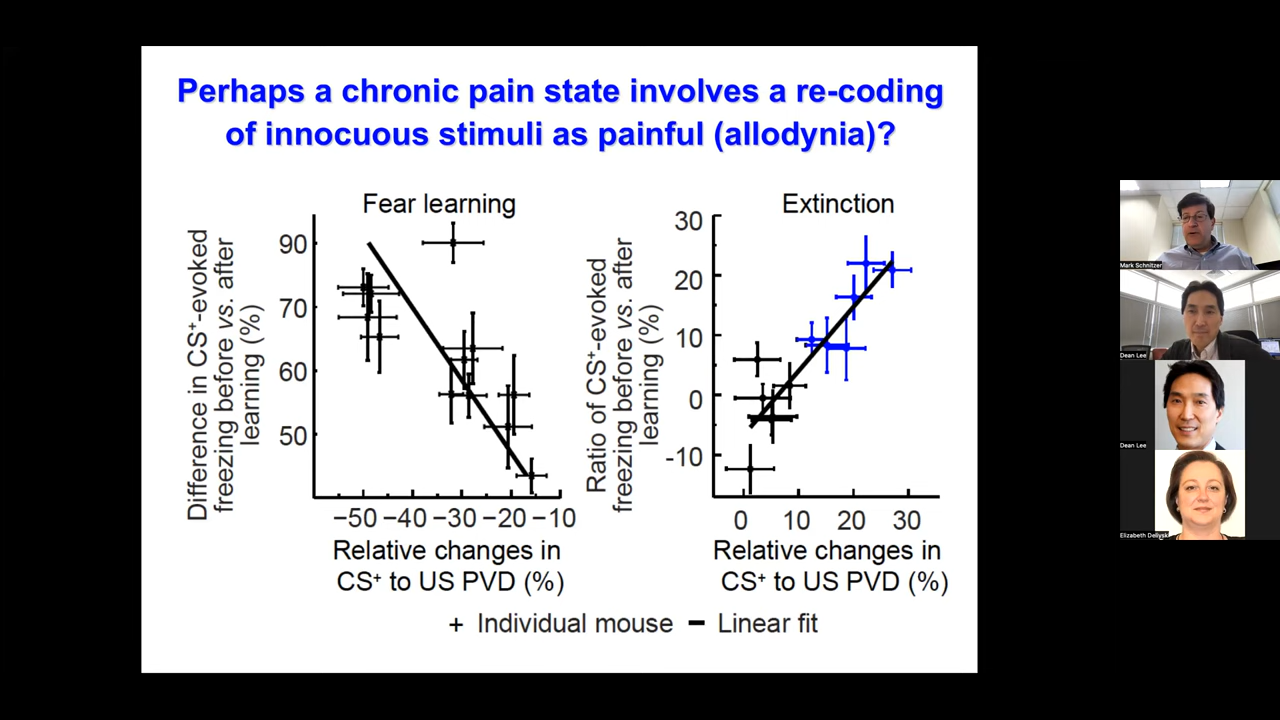 Perhaps a chronic pain state involves a re-coding
of innocuous stimuli as painful (allodynia)?
Fear learning
Difference in CS⁺-evoked
freezing before vs. after
learning (%)
90
70
60
50
−50
−40
−30
−20
−10
Relative changes in
CS⁺ to US PVD (%)
Extinction
Ratio of CS⁺-evoked
freezing before vs. after
learning (%)
30
20
10
0
-10
0
10
20
30
Relative changes in
CS⁺ to US PVD (%)
+ Individual mouse − Linear fit
Mark Schnitzer
Dean Lee
Dean Lee